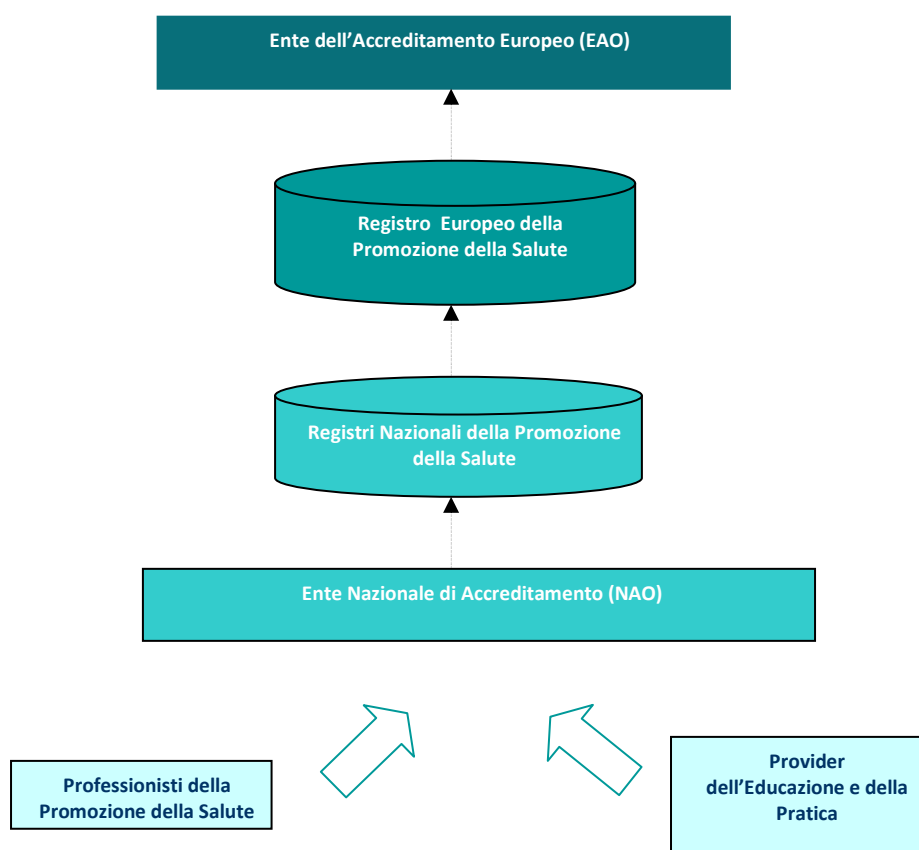 Ente dell’Accreditamento Europeo (EAO)
Registro Europeo della
Promozione della Salute
Registri Nazionali della Promozione
della Salute
Ente Nazionale di Accreditamento (NAO)
Professionisti della
Promozione della Salute
Provider
dell’Educazione e della
Pratica